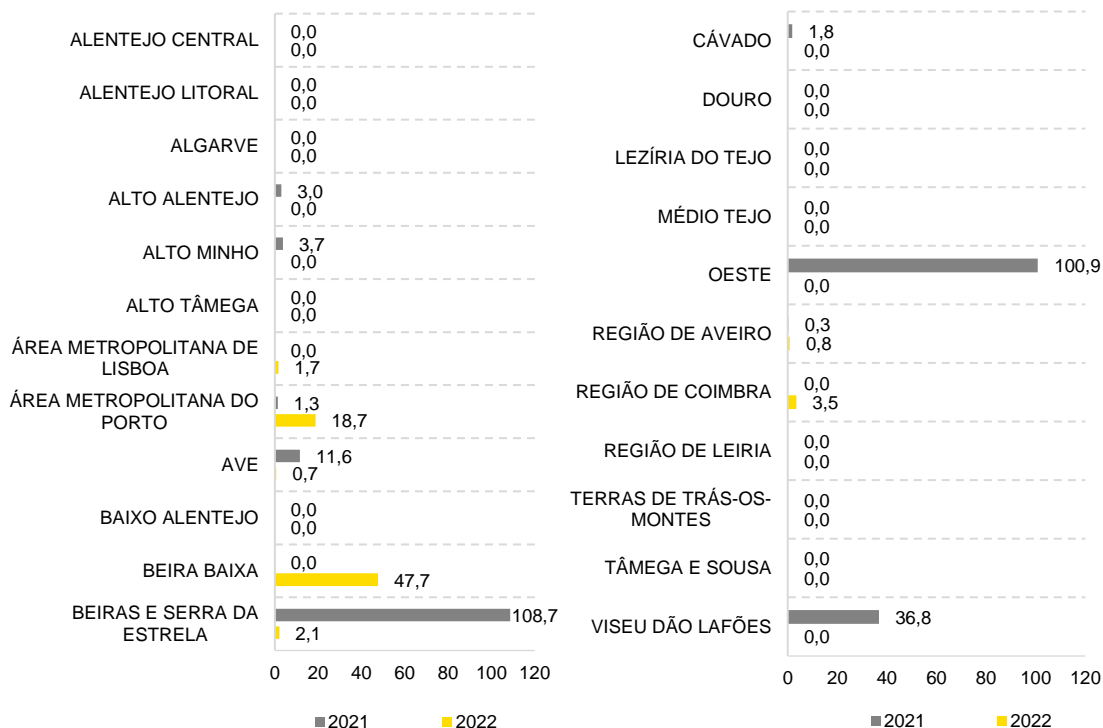 ALENTEJO CENTRAL
0,0
0,0
ALENTEJO LITORAL
0,0
0,0
ALGARVE
0,0
0,0
ALTO ALENTEJO
3,0
0,0
ALTO MINHO
3,7
0,0
ALTO TÂMEGA
0,0
0,0
ÁREA METROPOLITANA DE
LISBOA
0,0
1,7
ÁREA METROPOLITANA DO
PORTO
1,3
18,7
AVE
11,6
0,7
BAIXO ALENTEJO
0,0
0,0
BEIRA BAIXA
0,0
47,7
BEIRAS E SERRA DA
ESTRELA
108,7
2,1
0 20 40 60 80 100 120
2021 2022
CÁVADO
1,8
0,0
DOURO
0,0
0,0
LEZÍRIA DO TEJO
0,0
0,0
MÉDIO TEJO
0,0
0,0
OESTE
100,9
0,0
REGIÃO DE AVEIRO
0,3
0,8
REGIÃO DE COIMBRA
0,0
3,5
REGIÃO DE LEIRIA
0,0
0,0
TERRAS DE TRÁS-OS-
MONTES
0,0
0,0
TÂMEGA E SOUSA
0,0
0,0
VISEU DÃO LAFÕES
36,8
0,0
0 20 40 60 80 100 120
2021 2022